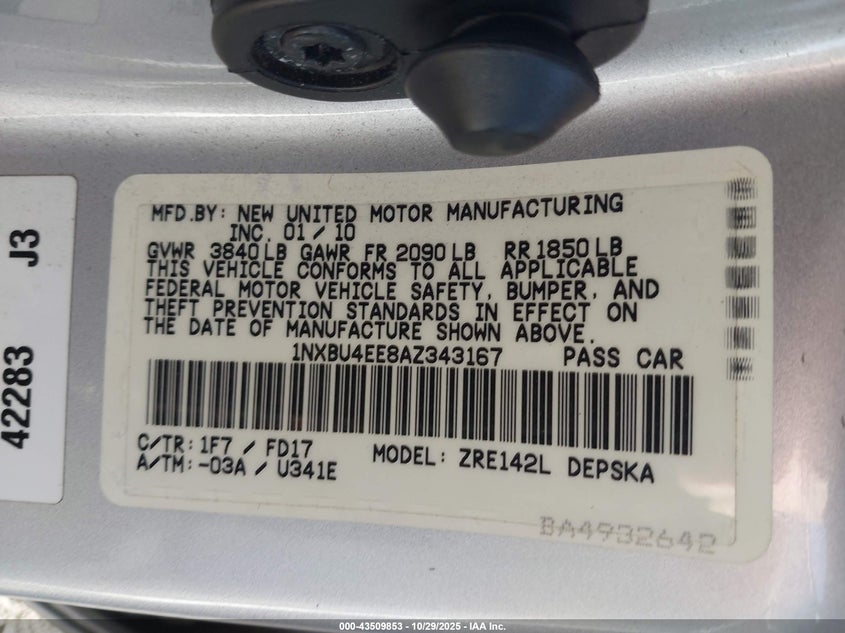 MFD.BY: NEW UNITED MOTOR MANUFACTURING
INC. 01 / 10
GVWR 3840 LB GAWR FR 2090 LB RR 1850 LB
THIS VEHICLE CONFORMS TO ALL APPLICABLE
FEDERAL MOTOR VEHICLE SAFETY, BUMPER, AND
THEFT PREVENTION STANDARDS IN EFFECT ON
THE DATE OF MANUFACTURE SHOWN ABOVE.
1NXBU4EE8AZ343167 PASS CAR
C/TR: 1F7 / FD17
A/TM: -03A / U341E
MODEL: ZRE142L DEPSKA
BA4932642
42283 J3
000-43509853 - 10/29/2025 - IAA Inc.